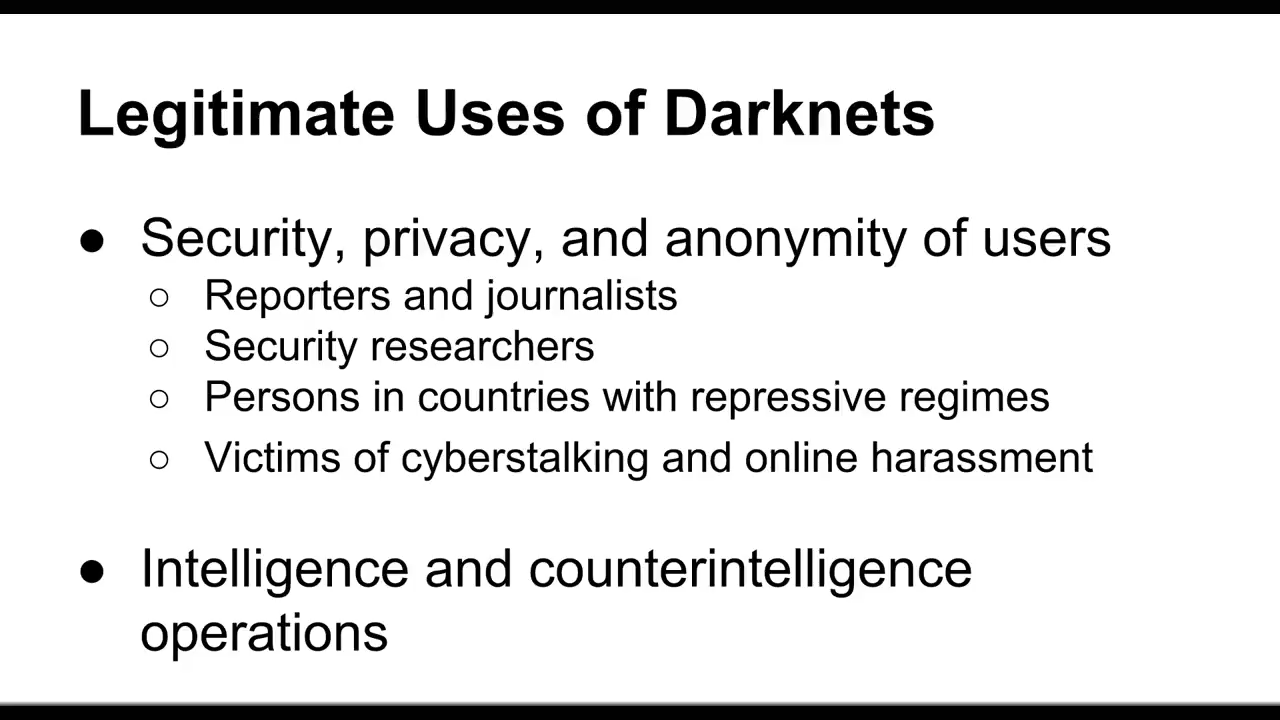 Legitimate Uses of Darknets
● Security, privacy, and anonymity of users
○ Reporters and journalists
○ Security researchers
○ Persons in countries with repressive regimes
○ Victims of cyberstalking and online harassment
● Intelligence and counterintelligence
operations